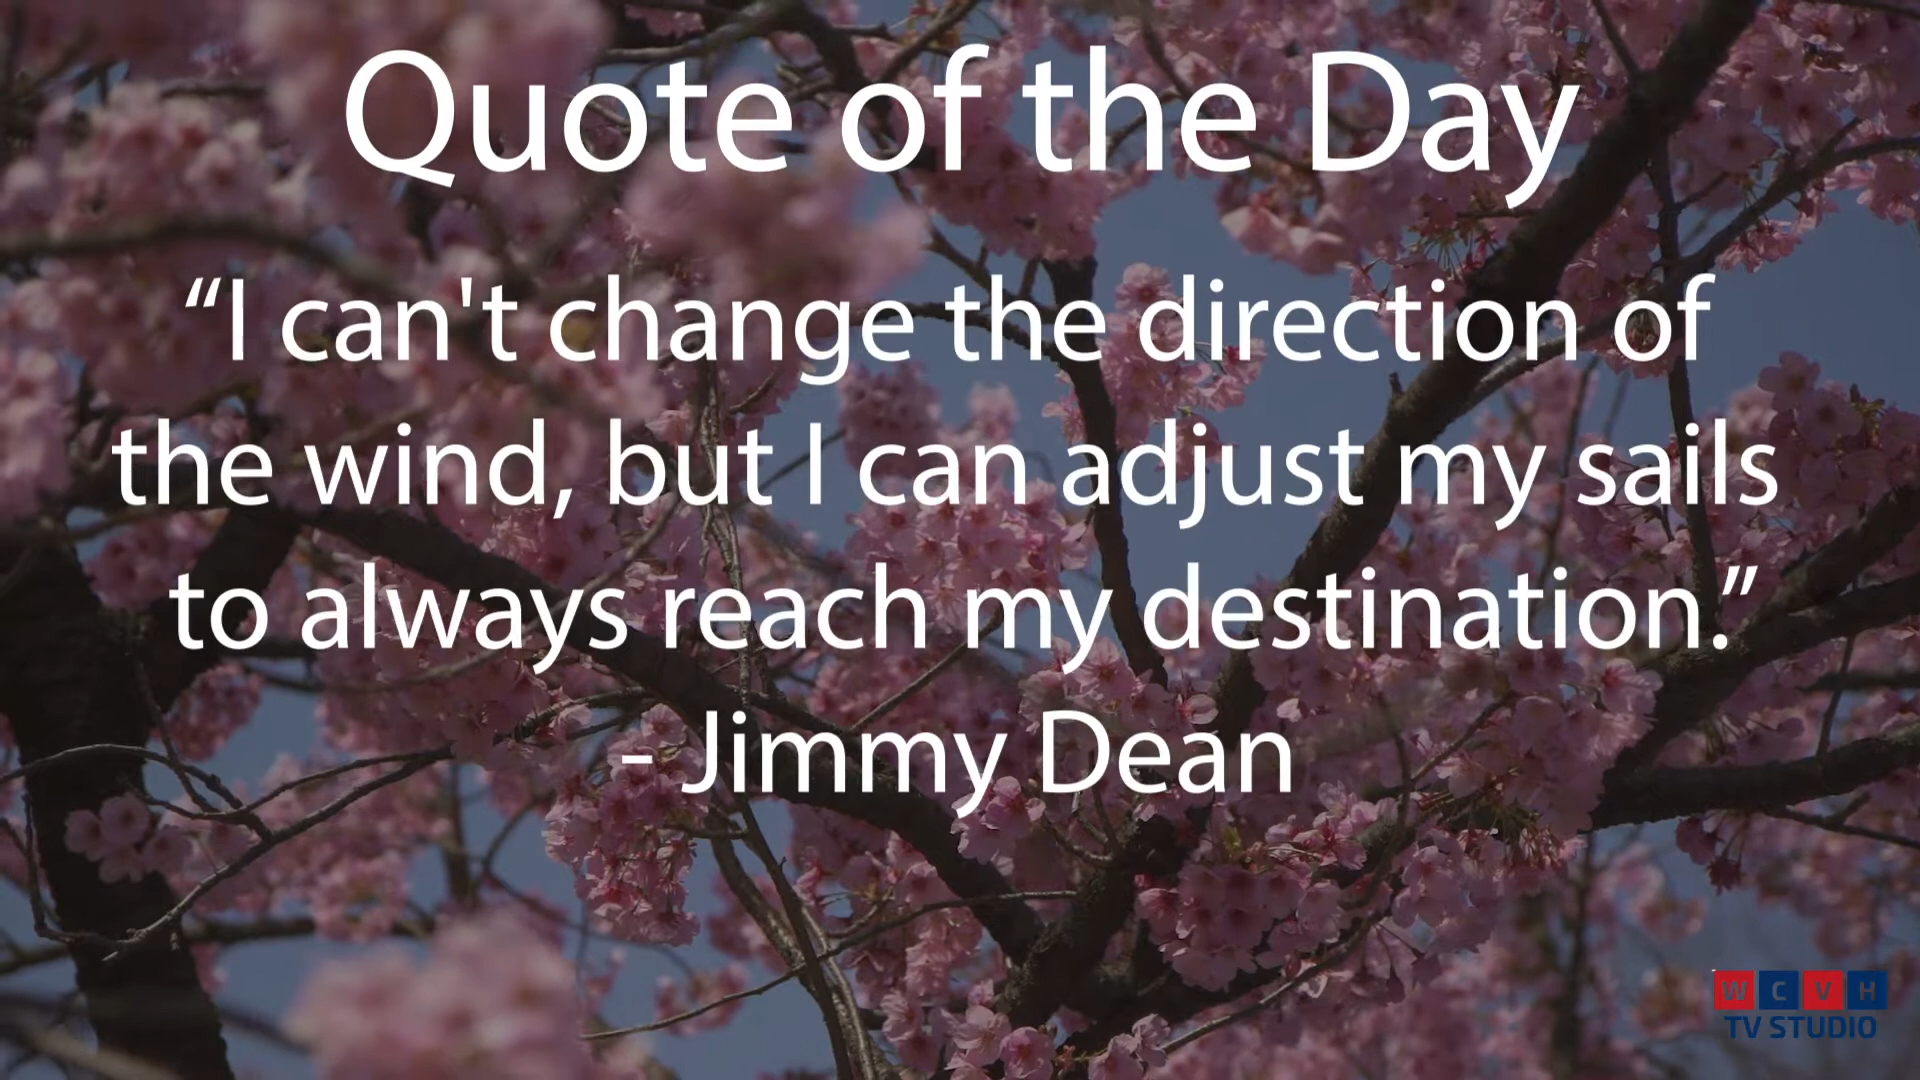 Quote of the Day
“I can't change the direction of
the wind, but I can adjust my sails
to always reach my destination.”
- Jimmy Dean
WCVH
TV STUDIO